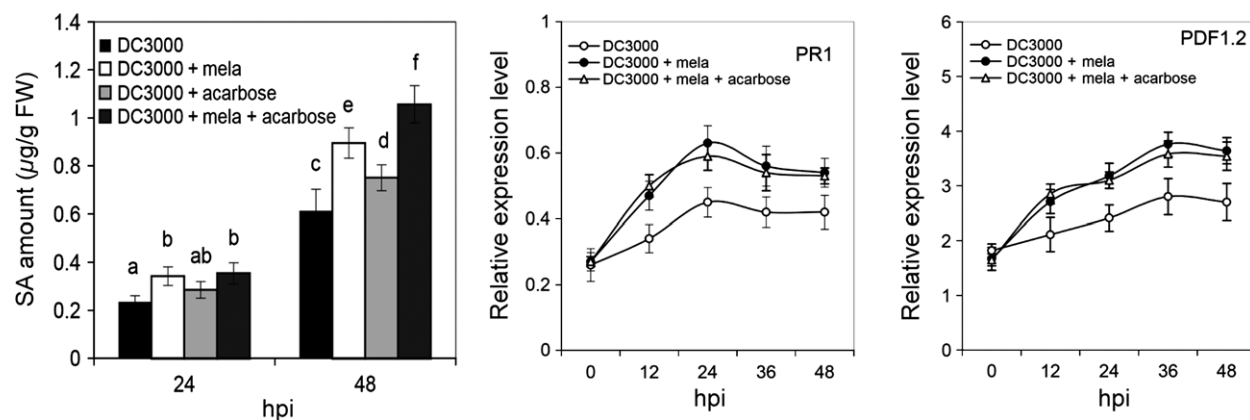 1.4
1.2
1
0.8
0.6
0.4
0.2
0
SA amount (µg/g FW)
DC3000
DC3000 + mela
DC3000 + acarbose
DC3000 + mela + acarbose
a
b
ab
b
c
e
d
f
24
48
hpi
1
0.8
0.6
0.4
0.2
0
Relative expression level
DC3000
DC3000 + mela
DC3000 + mela + acarbose
PR1
0
12
24
36
48
hpi
6
5
4
3
2
1
0
Relative expression level
PDF1.2
DC3000
DC3000 + mela
DC3000 + mela + acarbose
0
12
24
36
48
hpi